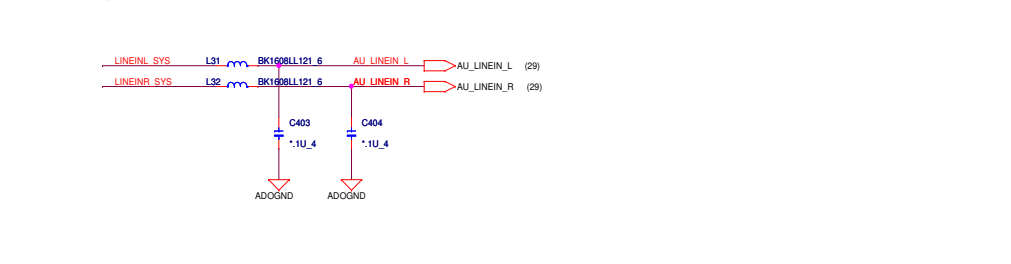 LINEINL_SYS L31 BK1608LL121_6 AU_LINEIN_L AU_LINEIN_L (29)
LINEINR_SYS L32 BK1608LL121_6 AU_LINEIN_R AU_LINEIN_R (29)
C403 C404
*.1U_4 *.1U_4
ADOGND ADOGND